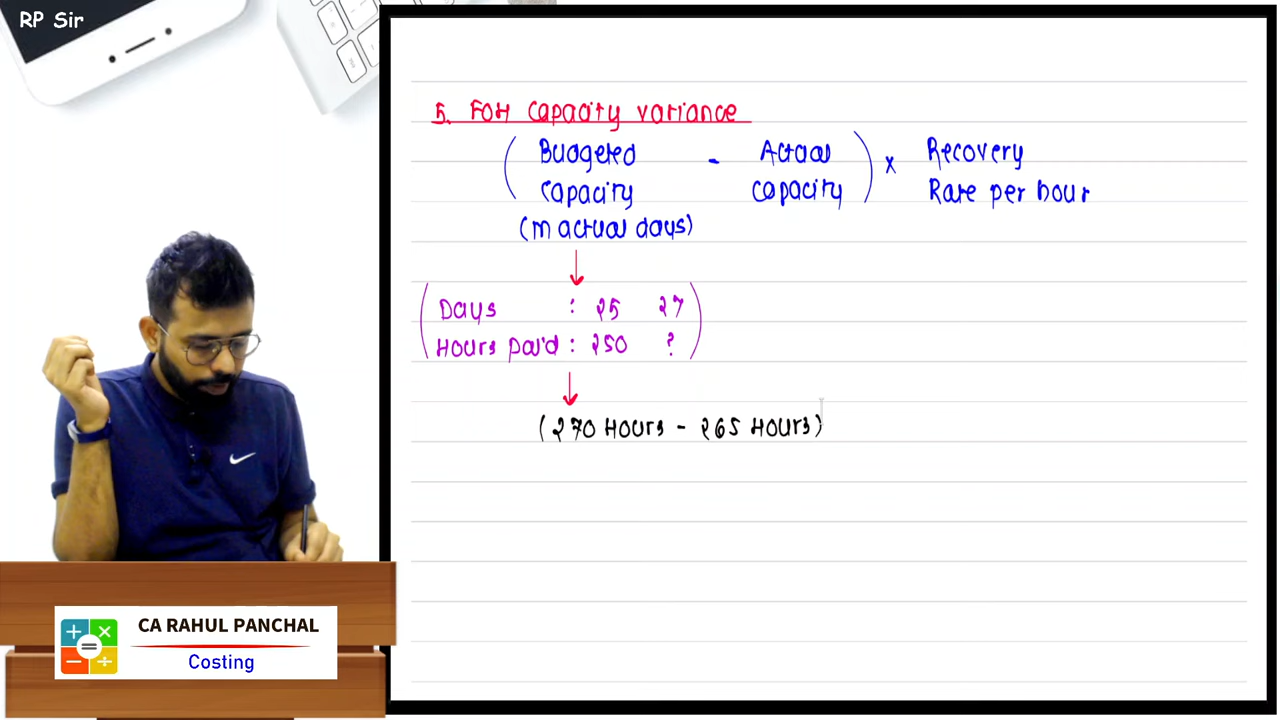 RP Sir
5. FOH Capacity variance
( Budgeted - Actual ) x Recovery
capacity capacity Rate per hour
(in actual days)
( Days : 25 27 )
Hours paid : 250 ?
(270 Hours - 265 Hours)
CA RAHUL PANCHAL
Costing